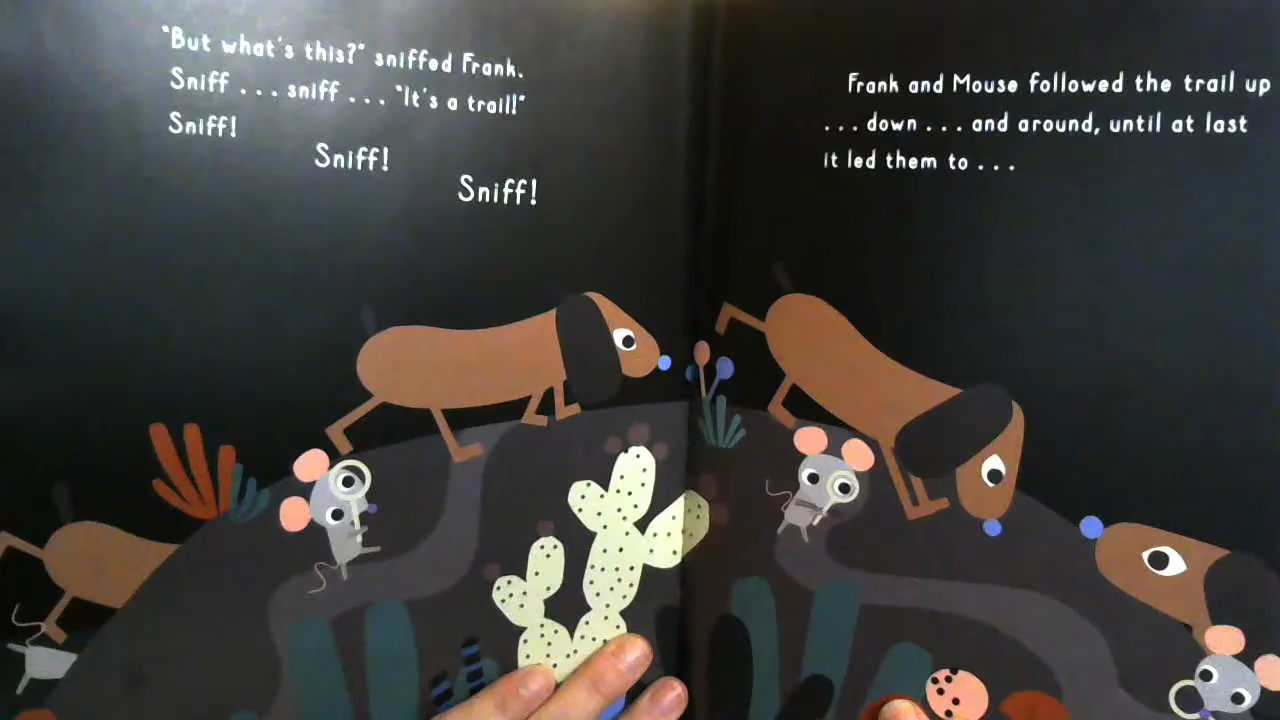 "But what's this?" sniffed Frank.
Sniff ... sniff ... "It's a trail!"
Sniff!
Sniff!
Sniff!
Frank and Mouse followed the trail up
... down ... and around, until at last
it led them to ...